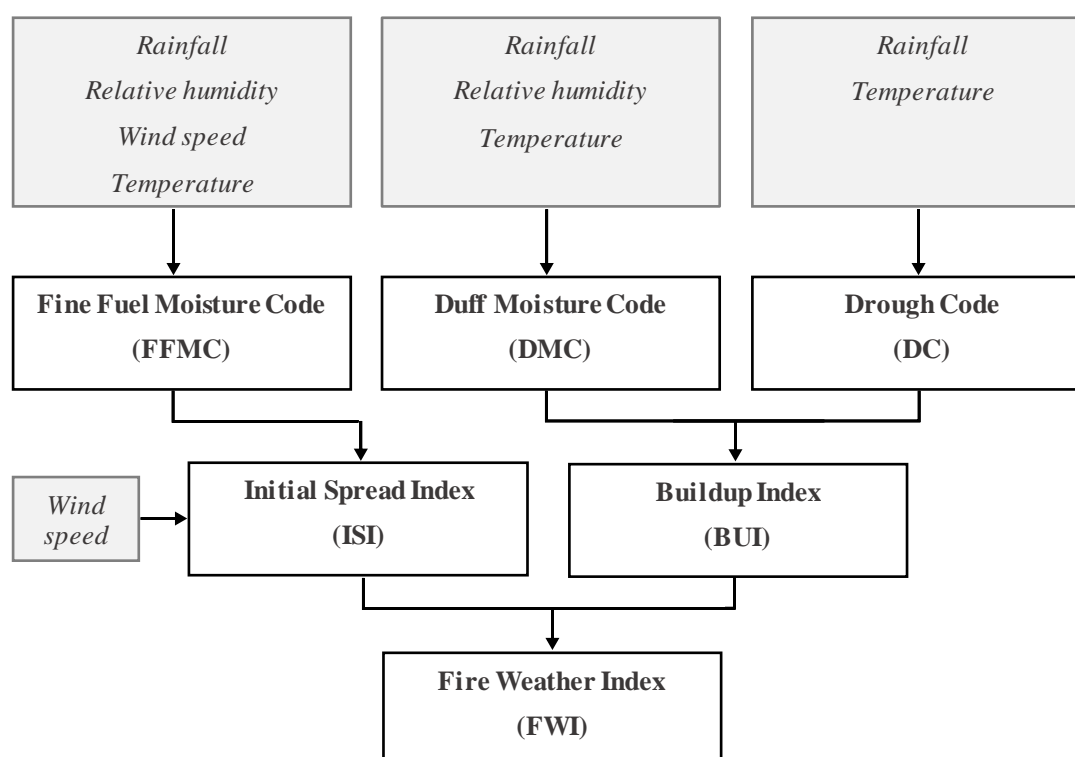 Rainfall
Relative humidity
Wind speed
Temperature
Rainfall
Relative humidity
Temperature
Rainfall
Temperature
Fine Fuel Moisture Code
(FFMC)
Duff Moisture Code
(DMC)
Drough Code
(DC)
Wind
speed
Initial Spread Index
(ISI)
Buildup Index
(BUI)
Fire Weather Index
(FWI)